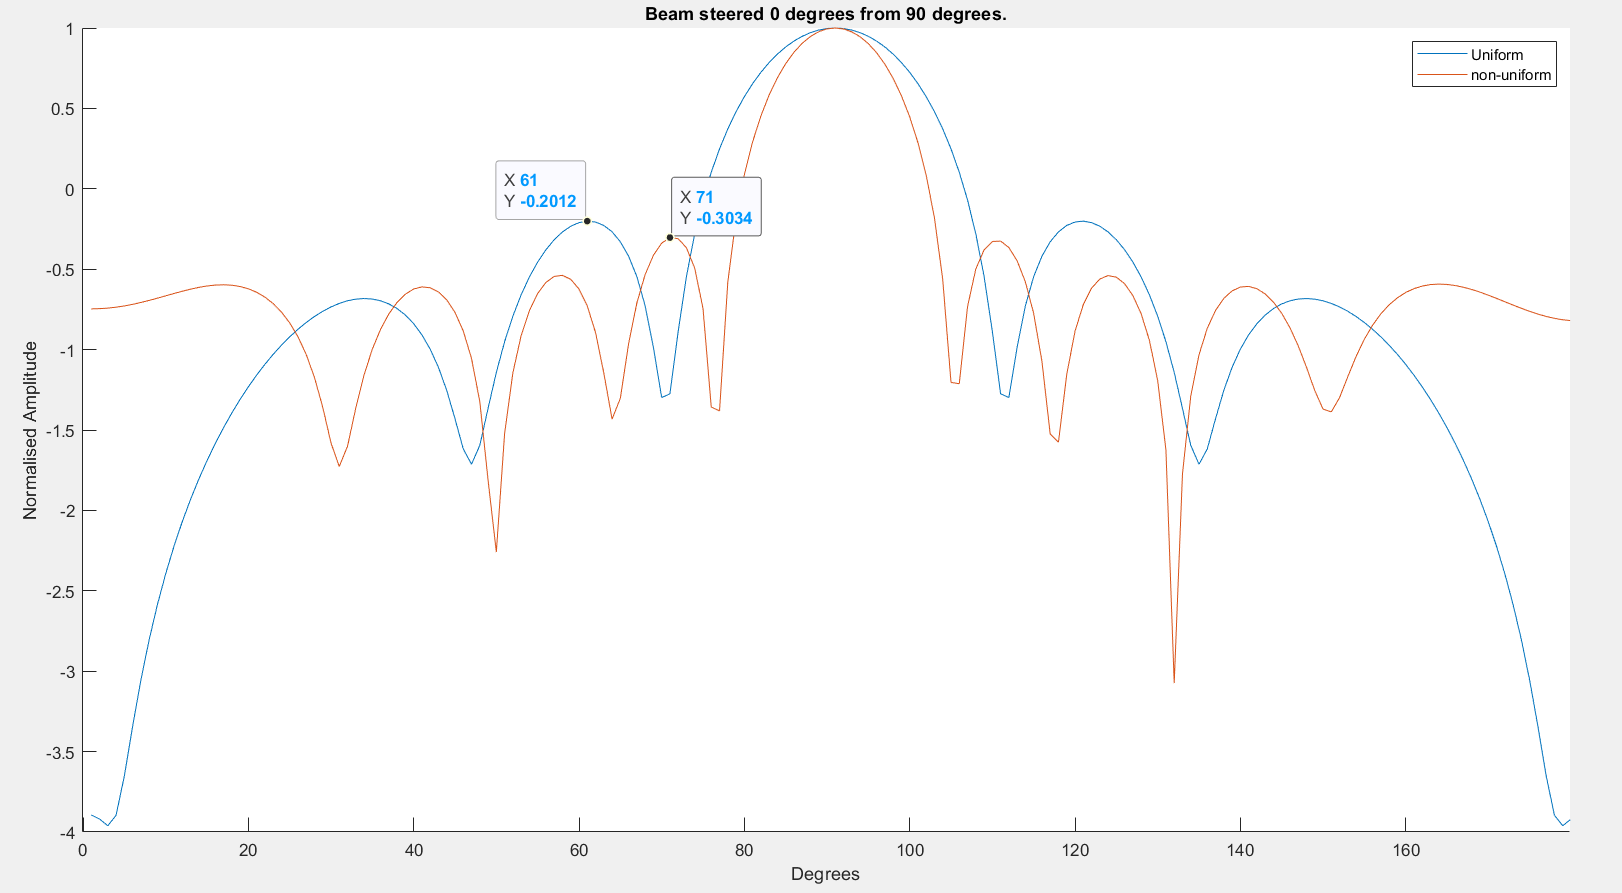 Beam steered 0 degrees from 90 degrees.
Uniform
non-uniform
X 61
Y -0.2012
X 71
Y -0.3034
Normalised Amplitude
1
0.5
0
-0.5
-1
-1.5
-2
-2.5
-3
-3.5
-4
0 20 40 60 80 100 120 140 160
Degrees